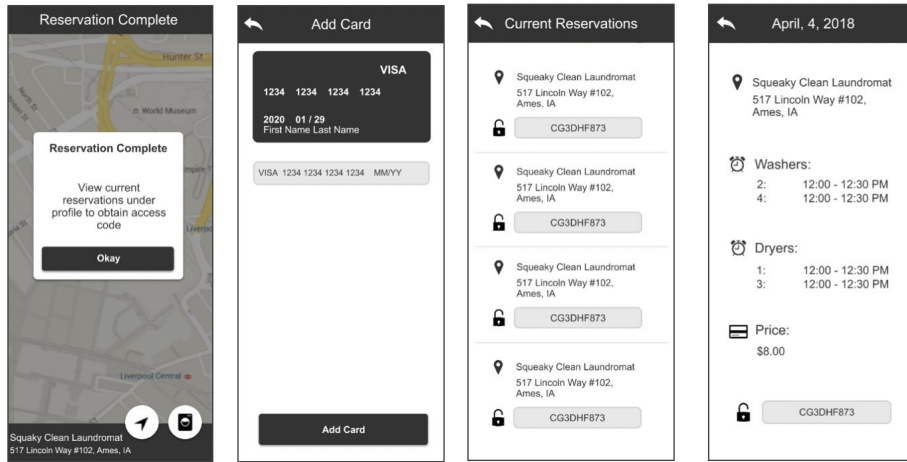 Reservation Complete
Hunter St
World Museum
Reservation Complete
View current
reservations under
profile to obtain access
code
Okay
Liverpool Central
Squaky Clean Laundromat
517 Lincoln Way #102, Ames, IA
Add Card
VISA
1234 1234 1234 1234
2020 01 / 29
First Name Last Name
VISA 1234 1234 1234 1234 MM/YY
Add Card
Current Reservations
Squeaky Clean Laundromat
517 Lincoln Way #102,
Ames, IA
CG3DHF873
Squeaky Clean Laundromat
517 Lincoln Way #102,
Ames, IA
CG3DHF873
Squeaky Clean Laundromat
517 Lincoln Way #102,
Ames, IA
CG3DHF873
Squeaky Clean Laundromat
517 Lincoln Way #102,
Ames, IA
CG3DHF873
April, 4, 2018
Squeaky Clean Laundromat
517 Lincoln Way #102,
Ames, IA
Washers:
2: 12:00 - 12:30 PM
4: 12:00 - 12:30 PM
Dryers:
1: 12:00 - 12:30 PM
3: 12:00 - 12:30 PM
Price:
$8.00
CG3DHF873